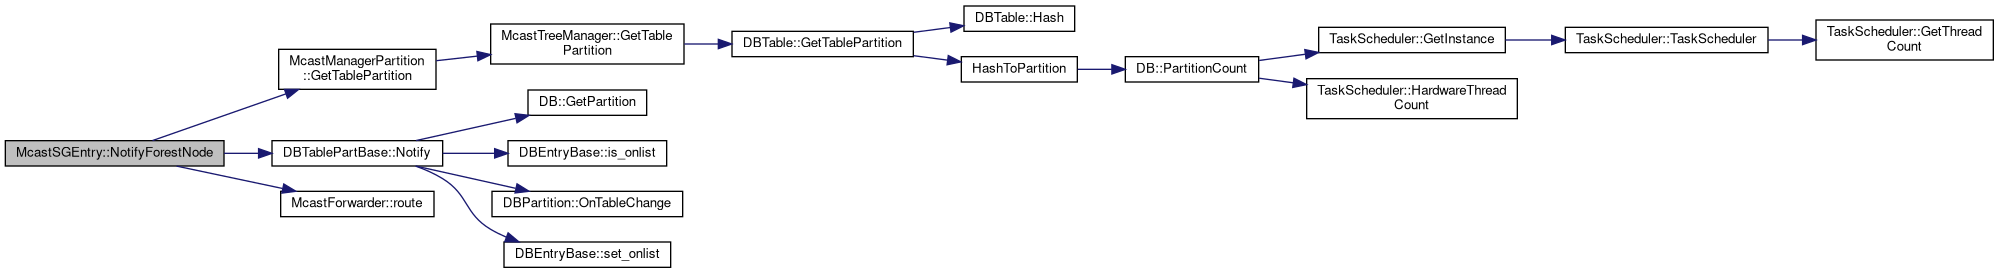 McastSGEntry::NotifyForestNode
McastManagerPartition
::GetTablePartition
McastTreeManager::GetTable
Partition
DBTable::GetTablePartition
DBTable::Hash
HashToPartition
DB::PartitionCount
TaskScheduler::GetInstance
TaskScheduler::TaskScheduler
TaskScheduler::GetThread
Count
TaskScheduler::HardwareThread
Count
DBTablePartBase::Notify
DB::GetPartition
DBEntryBase::is_onlist
DBPartition::OnTableChange
DBEntryBase::set_onlist
McastForwarder::route